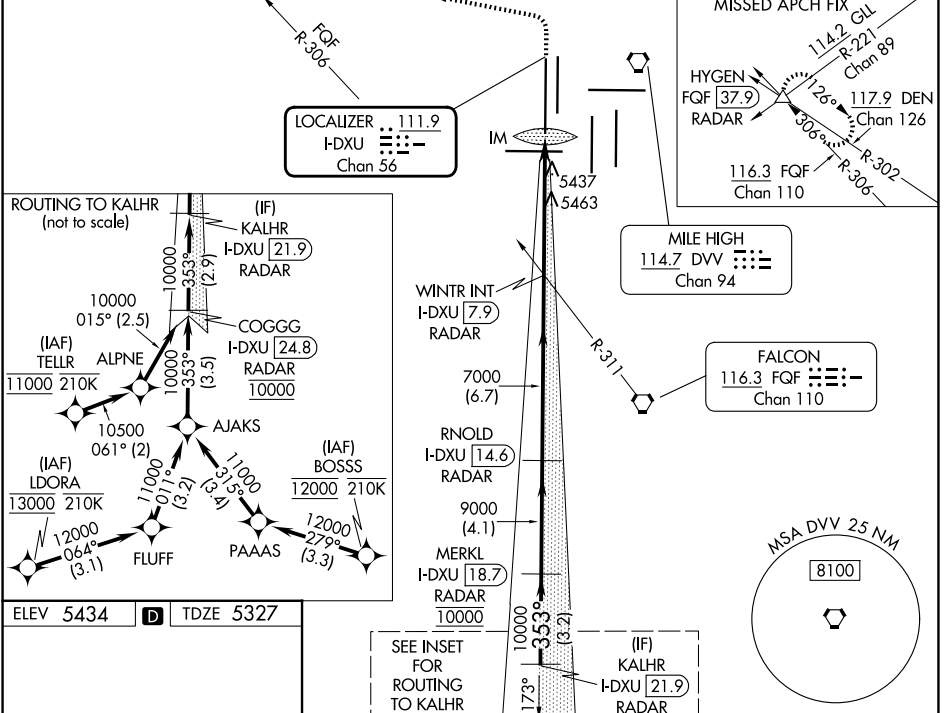 MISSED APCH FIX
114.2 GLL
R-221
Chan 89
HYGEN
FQF 37.9
RADAR
126°
306°
117.9 DEN
Chan 126
R-302
R-306
116.3 FQF
Chan 110
FQF
R-306
LOCALIZER 111.9
I-DXU
Chan 56
IM
5437
5463
MILE HIGH
114.7 DVV
Chan 94
WINTR INT
I-DXU 7.9
RADAR
R-311
FALCON
116.3 FQF
Chan 110
7000
(6.7)
RNOLD
I-DXU 14.6
RADAR
9000
(4.1)
MERKL
I-DXU 18.7
RADAR
10000
10000
353°
(3.2)
173°
(IF)
KALHR
I-DXU 21.9
RADAR
SEE INSET
FOR
ROUTING
TO KALHR
MSA DVV 25 NM
8100
ROUTING TO KALHR
(not to scale)
(IF)
KALHR
I-DXU 21.9
RADAR
10000
353°
(2.9)
10000
015° (2.5)
COGGG
I-DXU 24.8
RADAR
10000
(IAF)
TELLR
11000 210K
ALPNE
10000
353°
(3.5)
10500
061° (2)
AJAKS
(IAF)
LDORA
13000 210K
11000
011°
(3.2)
11000
315°
(3.4)
(IAF)
BOSSS
12000 210K
12000
064°
(3.1)
FLUFF
PAAAS
12000
279°
(3.3)
ELEV 5434
D
TDZE 5327